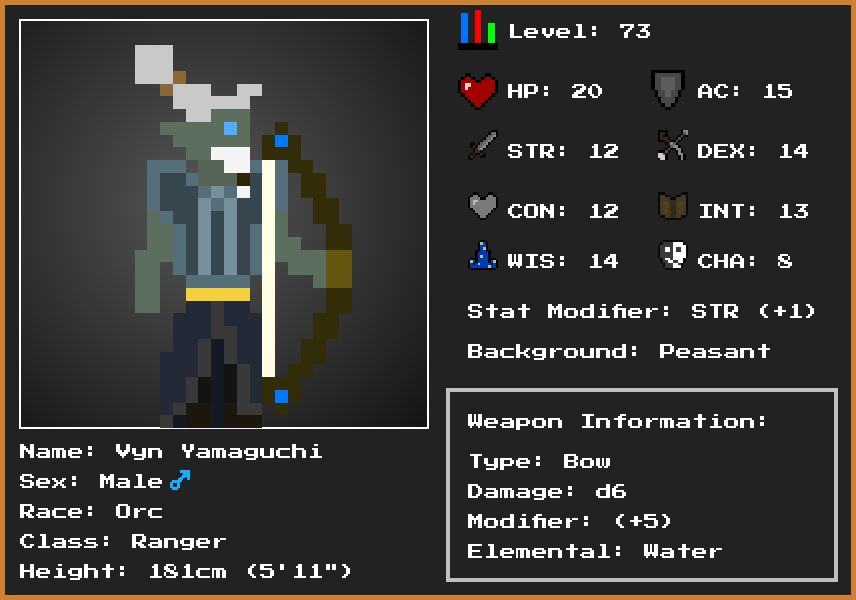 Level: 73
HP: 20 AC: 15
STR: 12 DEX: 14
CON: 12 INT: 13
WIS: 14 CHA: 8
Stat Modifier: STR (+1)
Background: Peasant
Weapon Information:
Type: Bow
Damage: d6
Modifier: (+5)
Elemental: Water
Name: Vyn Yamaguchi
Sex: Male ♂
Race: Orc
Class: Ranger
Height: 181cm (5'11")